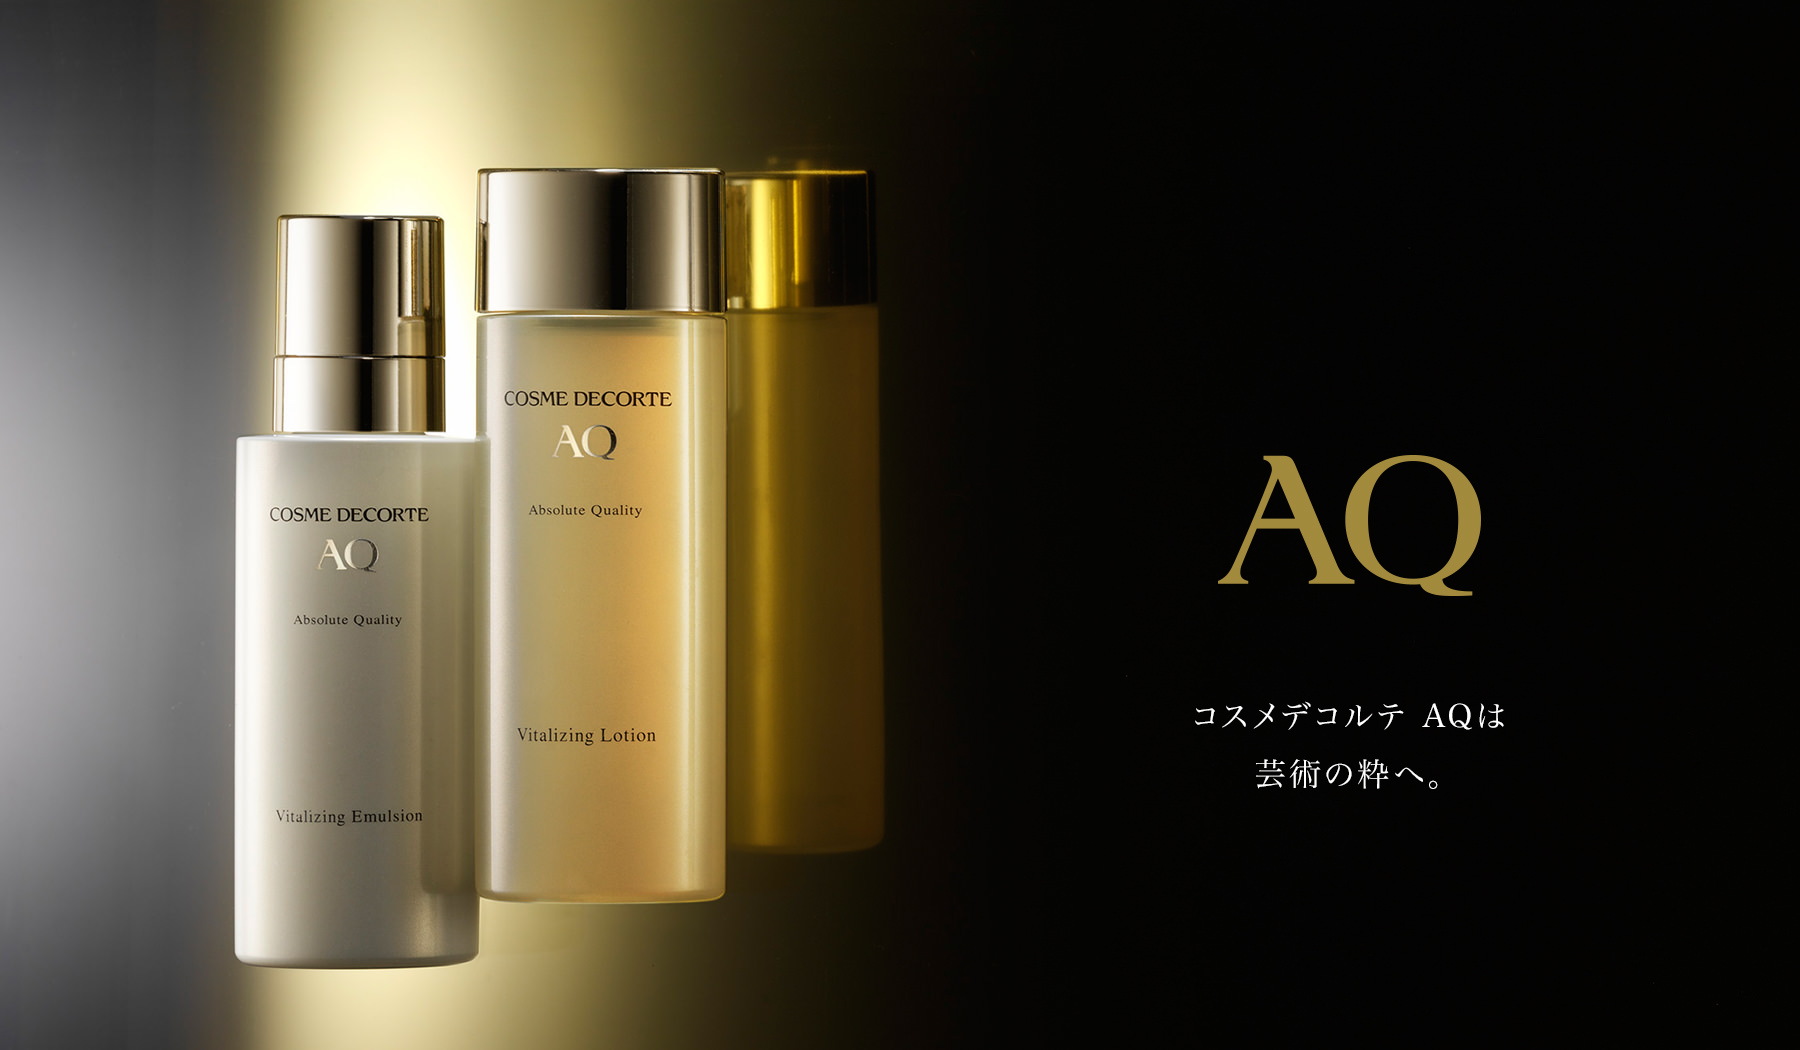 COSME DECORTE
AQ
Absolute Quality
Vitalizing Emulsion
COSME DECORTE
AQ
Absolute Quality
Vitalizing Lotion
AQ
コスメデコルテ AQは
芸術の粋へ。